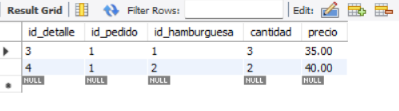 Result Grid Filter Rows: Edit:
id_detalle id_pedido id_hamburguesa cantidad precio
3 1 1 3 35.00
4 1 2 2 40.00
NULL NULL NULL NULL NULL